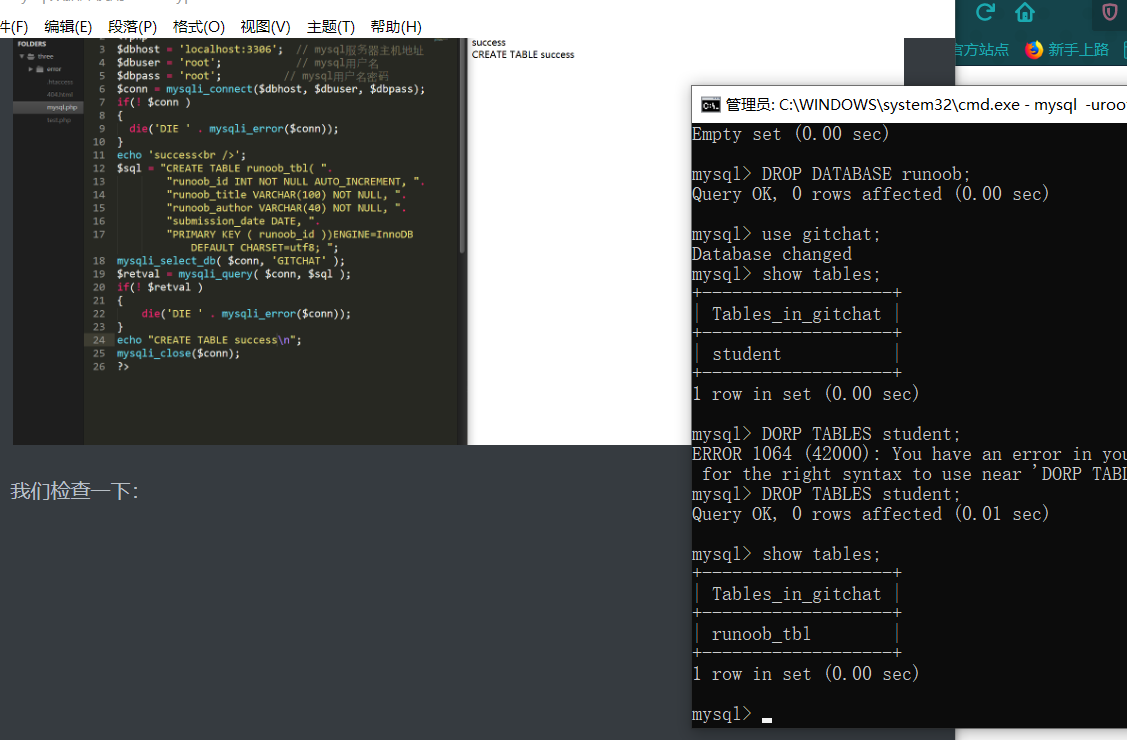 件(F) 编辑(E) 段落(P) 格式(O) 视图(V) 主题(T) 帮助(H)
FOLDERS
three
error
.htaccess
404.html
mysql.php
test.php
3 $dbhost = 'localhost:3306'; // mysql服务器主机地址
4 $dbuser = 'root'; // mysql用户名
5 $dbpass = 'root'; // mysql用户名密码
6 $conn = mysqli_connect($dbhost, $dbuser, $dbpass);
7 if(! $conn )
8 {
9 die('DIE ' . mysqli_error($conn));
10 }
11 echo 'success<br />';
12 $sql = "CREATE TABLE runoob_tbl( ".
13 "runoob_id INT NOT NULL AUTO_INCREMENT, ".
14 "runoob_title VARCHAR(100) NOT NULL, ".
15 "runoob_author VARCHAR(40) NOT NULL, ".
16 "submission_date DATE, ".
17 "PRIMARY KEY ( runoob_id ))ENGINE=InnoDB
DEFAULT CHARSET=utf8; ";
18 mysqli_select_db( $conn, 'GITCHAT' );
19 $retval = mysqli_query( $conn, $sql );
20 if(! $retval )
21 {
22 die('DIE ' . mysqli_error($conn));
23 }
24 echo "CREATE TABLE success\n";
25 mysqli_close($conn);
26 ?>
success
CREATE TABLE success
我们检查一下：
官方站点 新手上路
管理员: C:\WINDOWS\system32\cmd.exe - mysql -uroo
Empty set (0.00 sec)
mysql> DROP DATABASE runoob;
Query OK, 0 rows affected (0.00 sec)
mysql> use gitchat;
Database changed
mysql> show tables;
+-------------------+
| Tables_in_gitchat |
+-------------------+
| student |
+-------------------+
1 row in set (0.00 sec)
mysql> DORP TABLES student;
ERROR 1064 (42000): You have an error in you
for the right syntax to use near 'DORP TABL
mysql> DROP TABLES student;
Query OK, 0 rows affected (0.01 sec)
mysql> show tables;
+-------------------+
| Tables_in_gitchat |
+-------------------+
| runoob_tbl |
+-------------------+
1 row in set (0.00 sec)
mysql>